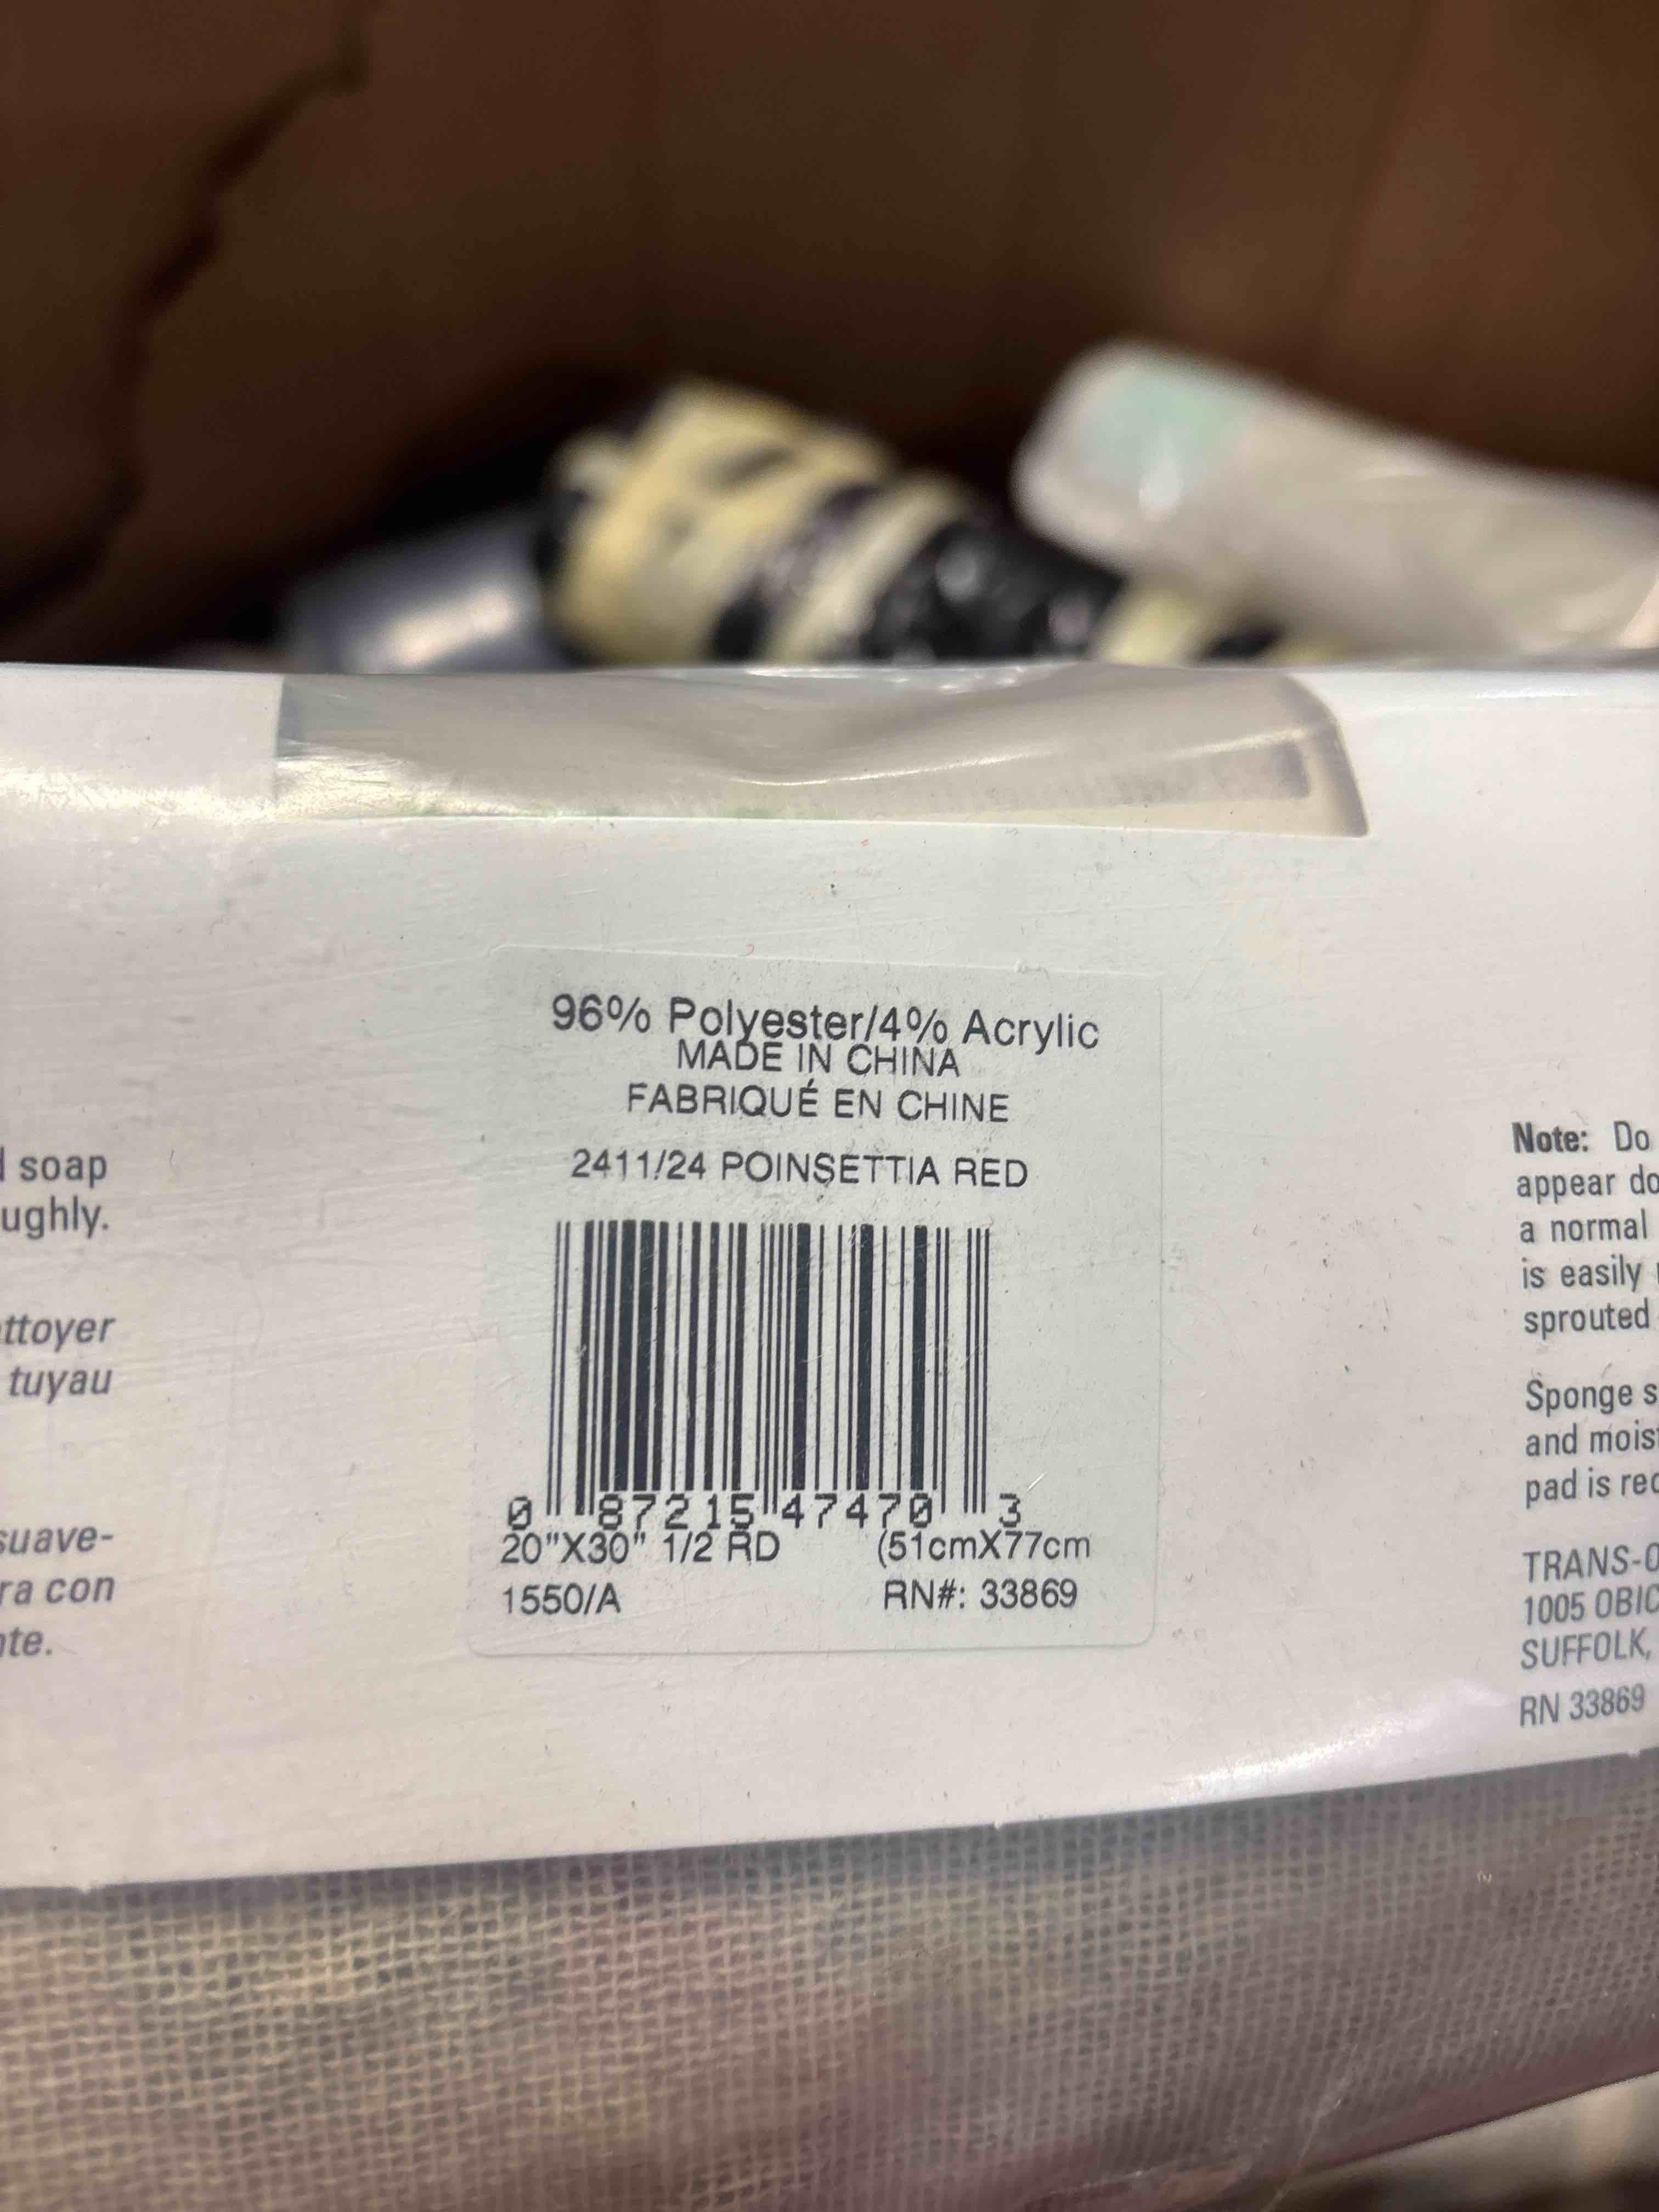 96% Polyester/4% Acrylic
MADE IN CHINA
FABRIQUÉ EN CHINE
2411/24 POINSETTIA RED
0 87215 47470 3
20"X30" 1/2 RD (51cmX77cm
1550/A RN#: 33869
soap
ughly.
ttoyer
tuyau
suave-
ra con
nte.
Note: Do
appear do
a normal
is easily
sprouted
Sponge s
and moist
pad is rec
TRANS-O
1005 OBIC
SUFFOLK,
RN 33869